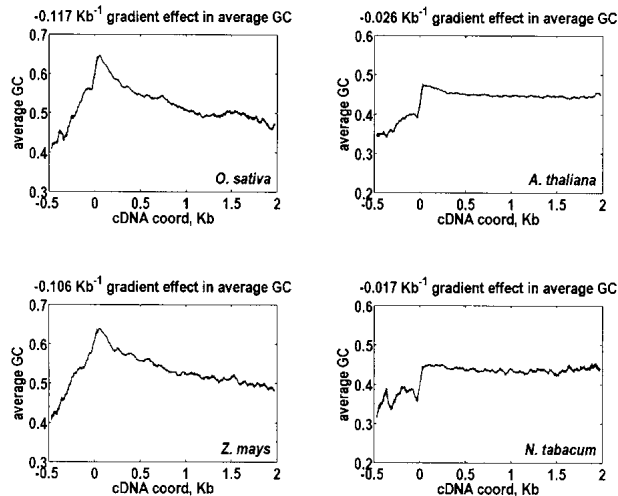 -0.117 Kb-1 gradient effect in average GC
0.7
0.6
0.5
0.4
0.3
average GC
O. sativa
-0.5 0 0.5 1 1.5 2
cDNA coord, Kb
-0.026 Kb-1 gradient effect in average GC
0.6
0.5
0.4
0.3
0.2
average GC
A. thaliana
-0.5 0 0.5 1 1.5 2
cDNA coord, Kb
-0.106 Kb-1 gradient effect in average GC
0.7
0.6
0.5
0.4
0.3
average GC
Z. mays
-0.5 0 0.5 1 1.5 2
cDNA coord, Kb
-0.017 Kb-1 gradient effect in average GC
0.6
0.5
0.4
0.3
0.2
average GC
N. tabacum
-0.5 0 0.5 1 1.5 2
cDNA coord, Kb